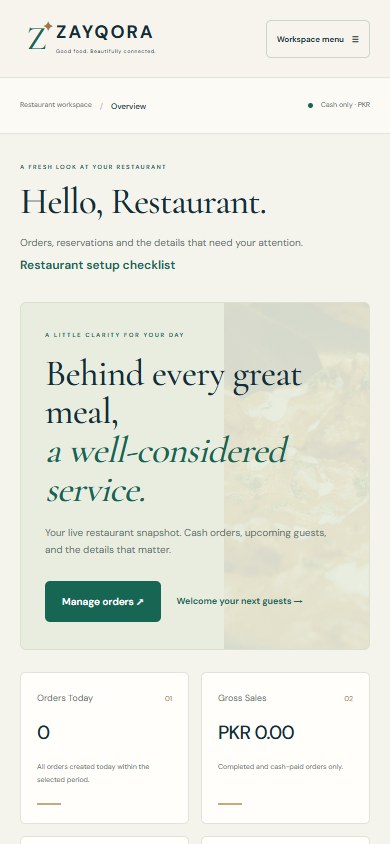 Z ZAYQORA
Good food. Beautifully connected.
Workspace menu ☰
Restaurant workspace / Overview
Cash only · PKR
A FRESH LOOK AT YOUR RESTAURANT
Hello, Restaurant.
Orders, reservations and the details that need your attention.
Restaurant setup checklist
A LITTLE CLARITY FOR YOUR DAY
Behind every great
meal,
a well-considered
service.
Your live restaurant snapshot. Cash orders, upcoming guests,
and the details that matter.
Manage orders ↗
Welcome your next guests →
Orders Today 01
0
All orders created today within the
selected period.
Gross Sales 02
PKR 0.00
Completed and cash-paid orders only.